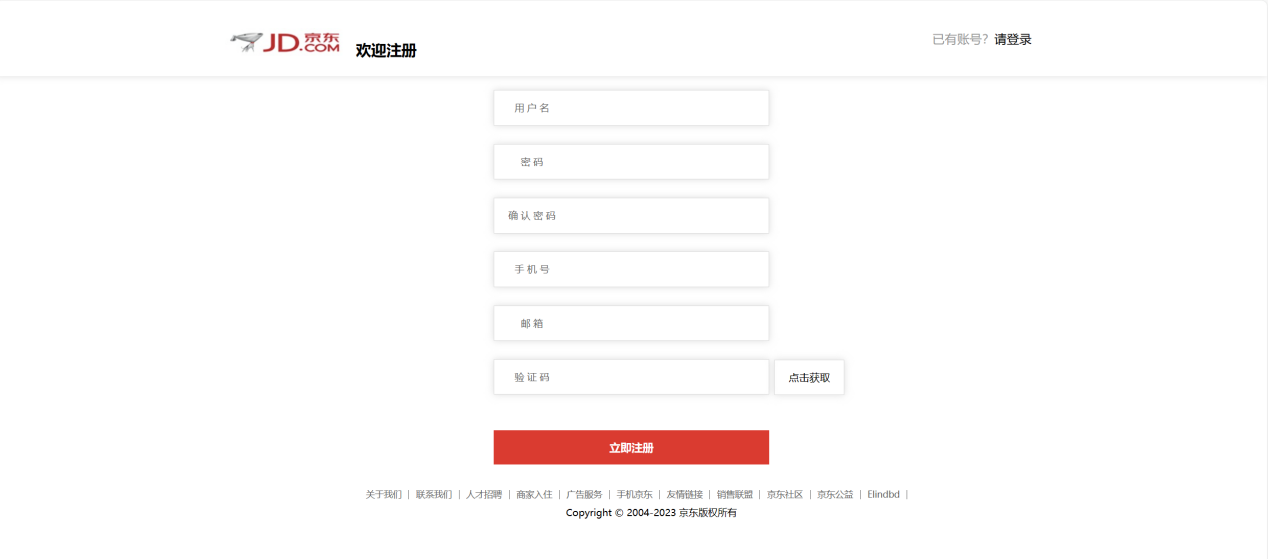 JD.COM 京东 欢迎注册 已有账号? 请登录
用户名
密码
确认密码
手机号
邮箱
验证码 点击获取
立即注册
关于我们 | 联系我们 | 人才招聘 | 商家入住 | 广告服务 | 手机京东 | 友情链接 | 销售联盟 | 京东社区 | 京东公益 | Elindbd |
Copyright © 2004-2023 京东版权所有